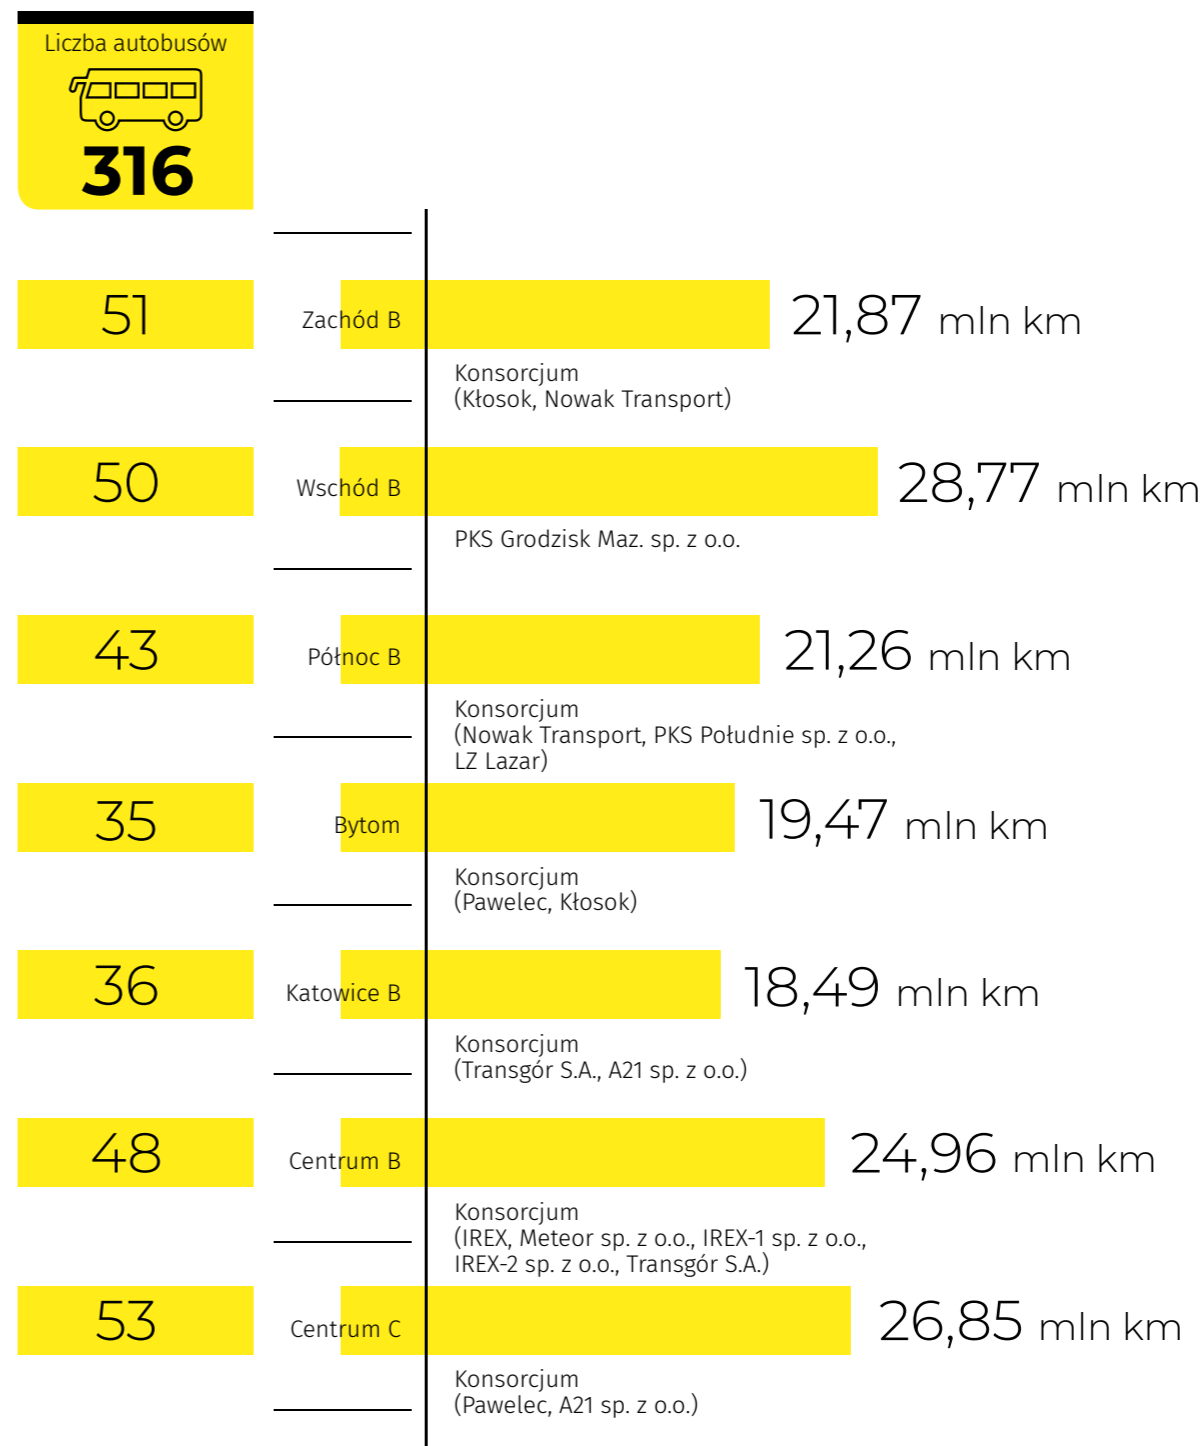 Liczba autobusów
316
51
Zachód B
21,87 mln km
Konsorcjum
(Kłosok, Nowak Transport)
50
Wschód B
28,77 mln km
PKS Grodzisk Maz. sp. z o.o.
43
Północ B
21,26 mln km
Konsorcjum
(Nowak Transport, PKS Południe sp. z o.o.,
LZ Lazar)
35
Bytom
19,47 mln km
Konsorcjum
(Pawelec, Kłosok)
36
Katowice B
18,49 mln km
Konsorcjum
(Transgór S.A., A21 sp. z o.o.)
48
Centrum B
24,96 mln km
Konsorcjum
(IREX, Meteor sp. z o.o., IREX-1 sp. z o.o.,
IREX-2 sp. z o.o., Transgór S.A.)
53
Centrum C
26,85 mln km
Konsorcjum
(Pawelec, A21 sp. z o.o.)